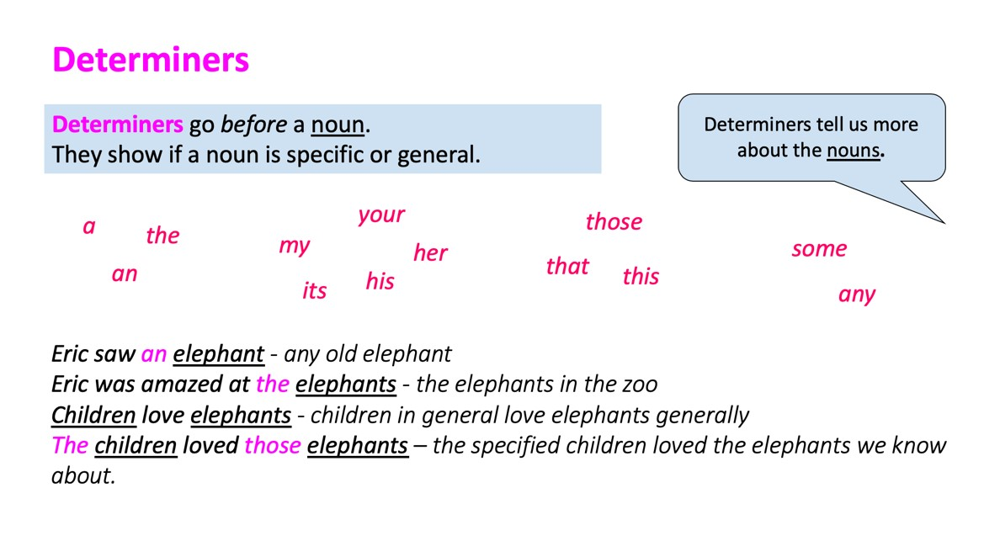 Determiners
Determiners go before a noun.
They show if a noun is specific or general.
Determiners tell us more
about the nouns.
a
the
an
your
my
her
its
his
those
that
this
some
any
Eric saw an elephant - any old elephant
Eric was amazed at the elephants - the elephants in the zoo
Children love elephants - children in general love elephants generally
The children loved those elephants – the specified children loved the elephants we know
about.